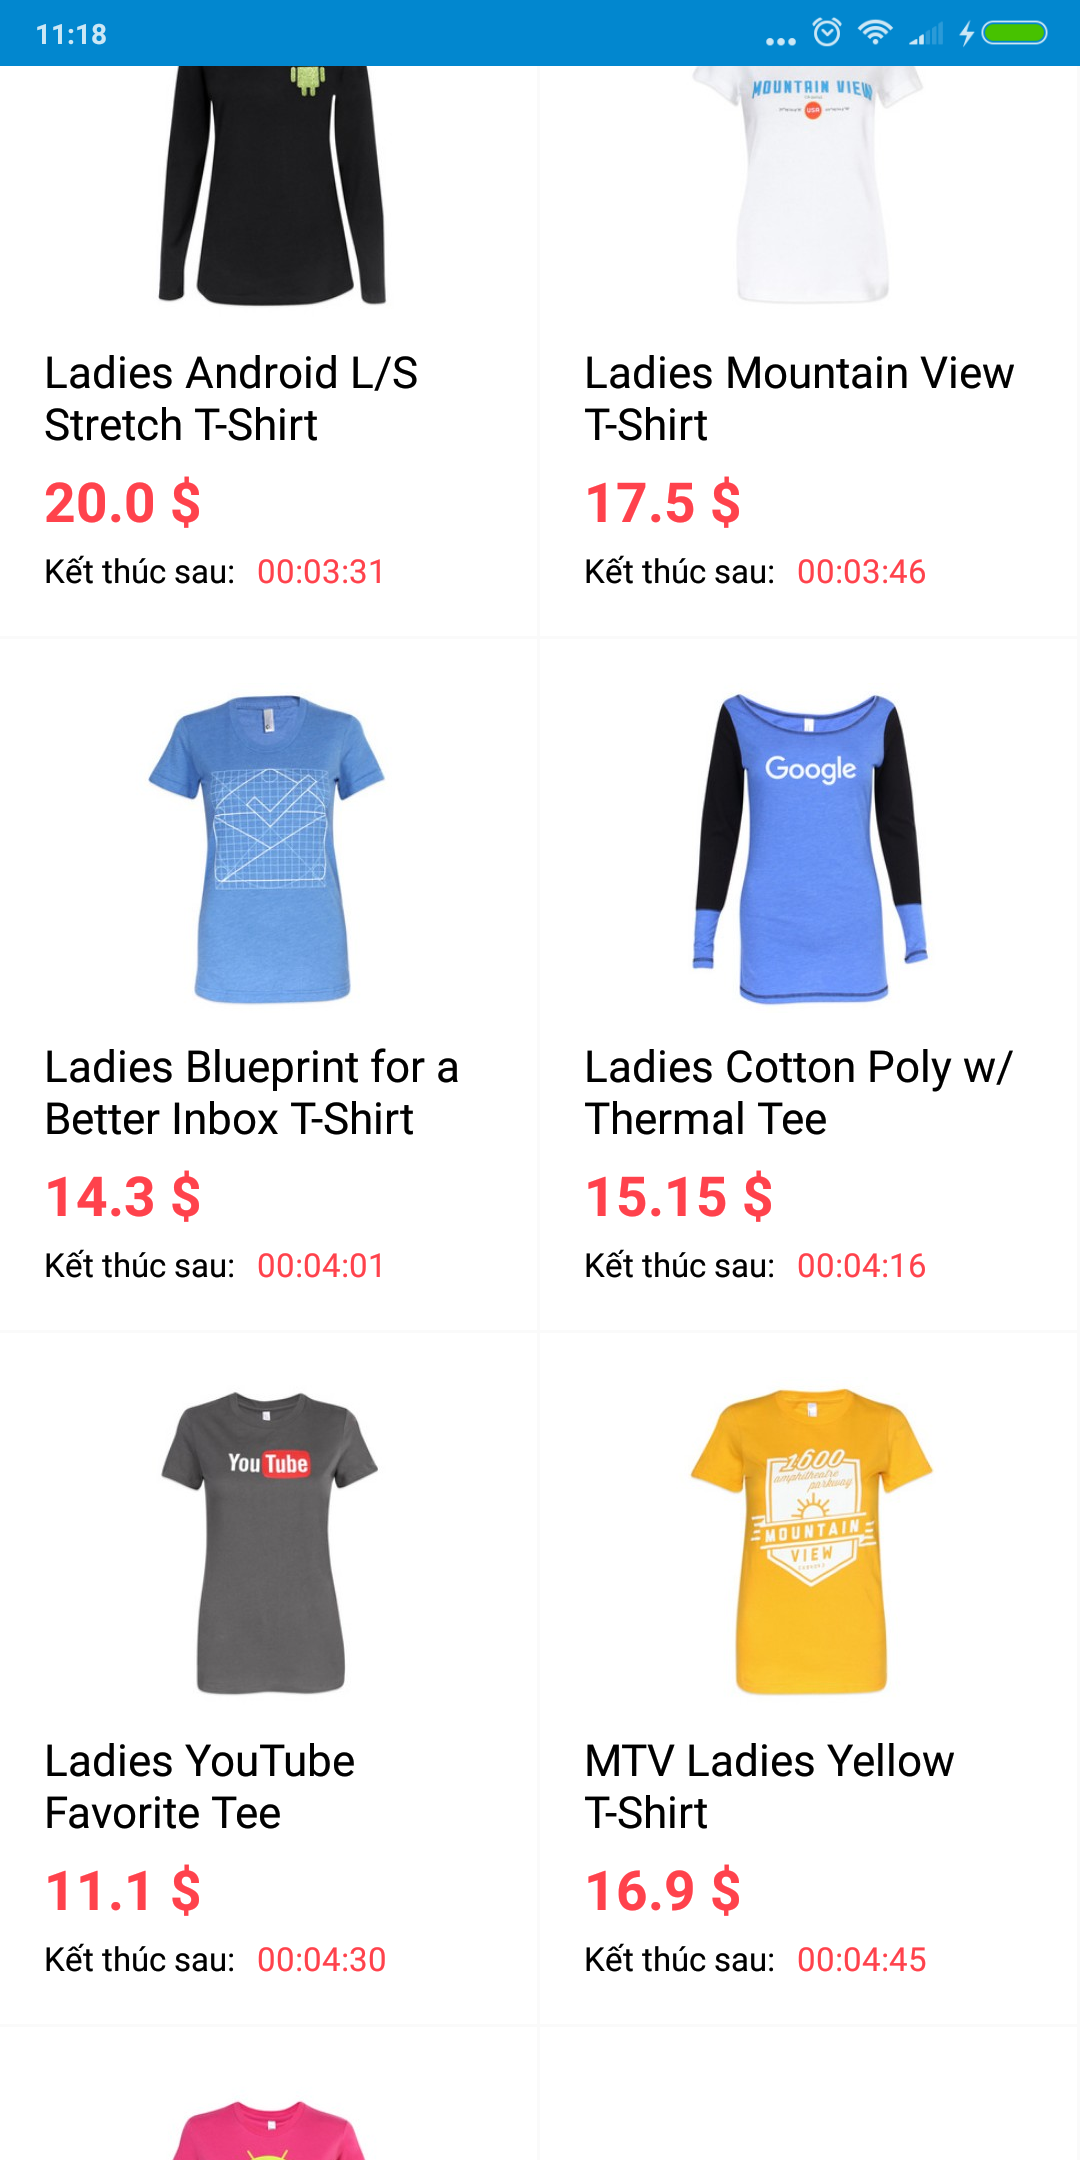 11:18
MOUNTAIN VIEW
USA
Ladies Android L/S
Stretch T-Shirt
20.0 $
Kết thúc sau: 00:03:31
Ladies Mountain View
T-Shirt
17.5 $
Kết thúc sau: 00:03:46
Google
Ladies Blueprint for a
Better Inbox T-Shirt
14.3 $
Kết thúc sau: 00:04:01
Ladies Cotton Poly w/
Thermal Tee
15.15 $
Kết thúc sau: 00:04:16
YouTube
1600
amphitheatre
parkway
MOUNTAIN
VIEW
Ladies YouTube
Favorite Tee
11.1 $
Kết thúc sau: 00:04:30
MTV Ladies Yellow
T-Shirt
16.9 $
Kết thúc sau: 00:04:45